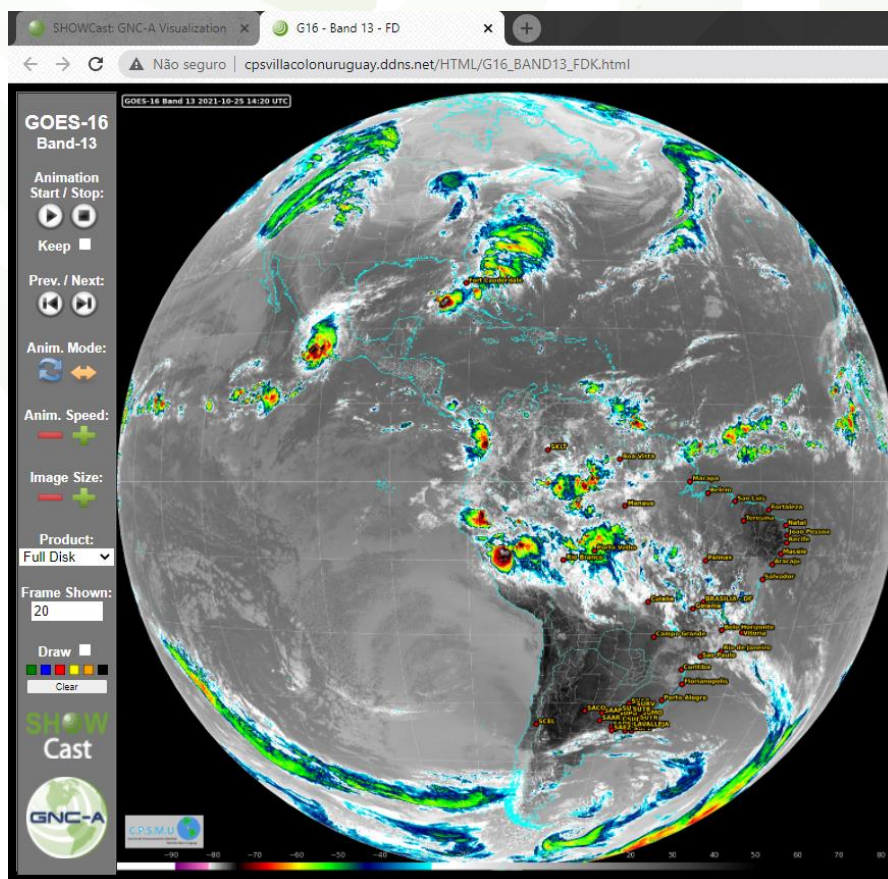 SHOWCast: GNC-A Visualization
G16 - Band 13 - FD
Não seguro | cpsvillacolonuruguay.ddns.net/HTML/G16_BAND13_FDK.html
GOES-16
Band-13
Animation
Start / Stop:
Keep
Prev. / Next:
Anim. Mode:
Anim. Speed:
Image Size:
Product:
Full Disk
Frame Shown:
20
Draw
Clear
SHOW
Cast
GNC-A
GOES-16 Band 13 2021-10-25 14:20 UTC
Fort Lauderdale
Boa Vista
Macapa
Belem
Sao Luis
Manaus
Fortaleza
Teresina
Natal
Joao Pessoa
Recife
Porto Velho
Maceio
Rio Branco
Palmas
Aracaju
Salvador
Cuiaba
BRASILIA - DF
Goiania
Belo Horizonte
Campo Grande
Vitoria
Rio de Janeiro
Sao Paulo
Curitiba
Florianopolis
Porto Alegre
SACO
SCEL
LAVALLEJA
C.P.S.M.U
-90 -80 -70 -60 -50 -40 -30 20 30 40 50 60 70 80